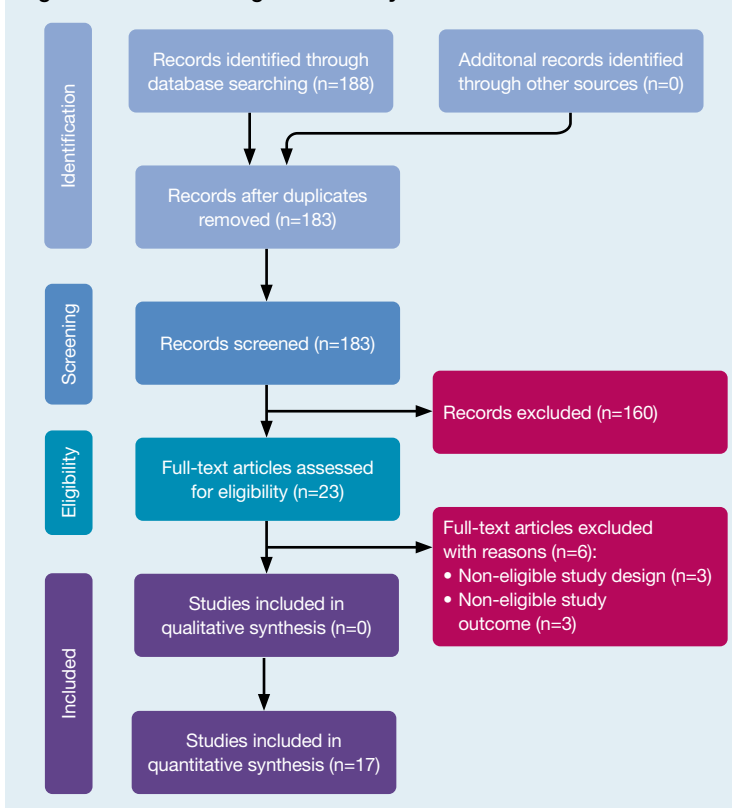 Identification
Records identified through
database searching (n=188)
Additonal records identified
through other sources (n=0)
Records after duplicates
removed (n=183)
Screening
Records screened (n=183)
Records excluded (n=160)
Eligibility
Full-text articles assessed
for eligibility (n=23)
Full-text articles excluded
with reasons (n=6):
• Non-eligible study design (n=3)
• Non-eligible study
outcome (n=3)
Included
Studies included in
qualitative synthesis (n=0)
Studies included in
quantitative synthesis (n=17)